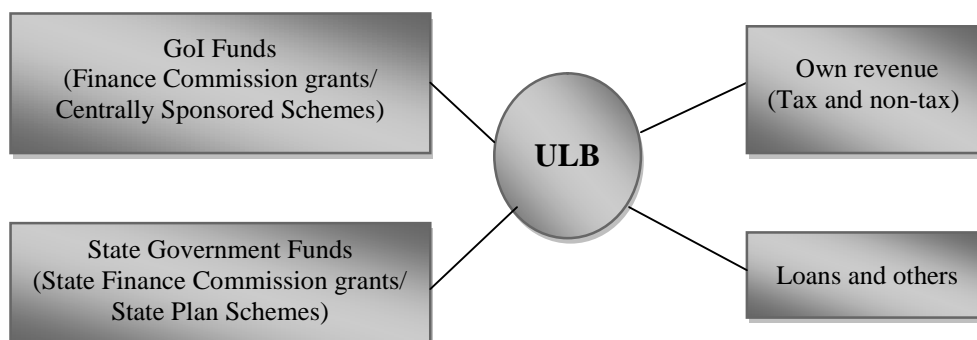 GoI Funds
(Finance Commission grants/
Centrally Sponsored Schemes)
State Government Funds
(State Finance Commission grants/
State Plan Schemes)
ULB
Own revenue
(Tax and non-tax)
Loans and others